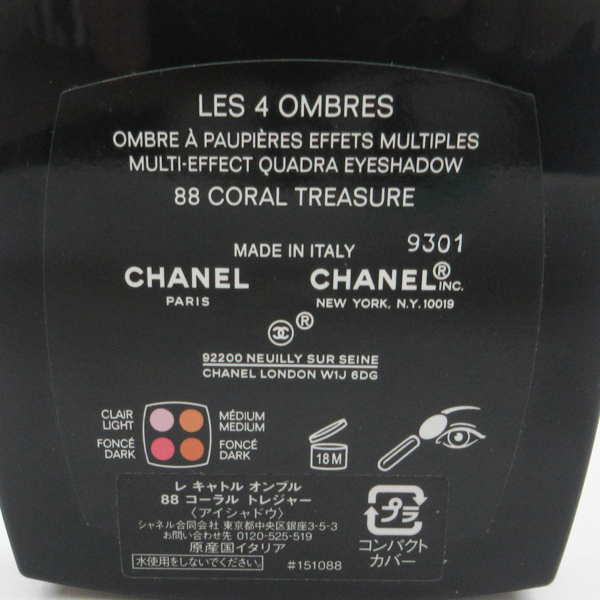 LES 4 OMBRES
OMBRE À PAUPIÈRES EFFETS MULTIPLES
MULTI-EFFECT QUADRA EYESHADOW
88 CORAL TREASURE
MADE IN ITALY 9301
CHANEL CHANEL® INC.
PARIS NEW YORK, N.Y. 10019
®
92200 NEUILLY SUR SEINE
CHANEL LONDON W1J 6DG
CLAIR MÉDIUM
LIGHT MEDIUM
FONCÉ FONCÉ
DARK DARK
18M
レ キャトル オンブル
88 コーラル トレジャー
〈アイシャドウ〉
シャネル合同会社 東京都中央区銀座3-5-3
お問い合わせ先 0120-525-519
原産国イタリア
水使用をしないでください。 #151088
プラ
コンパクト
カバー